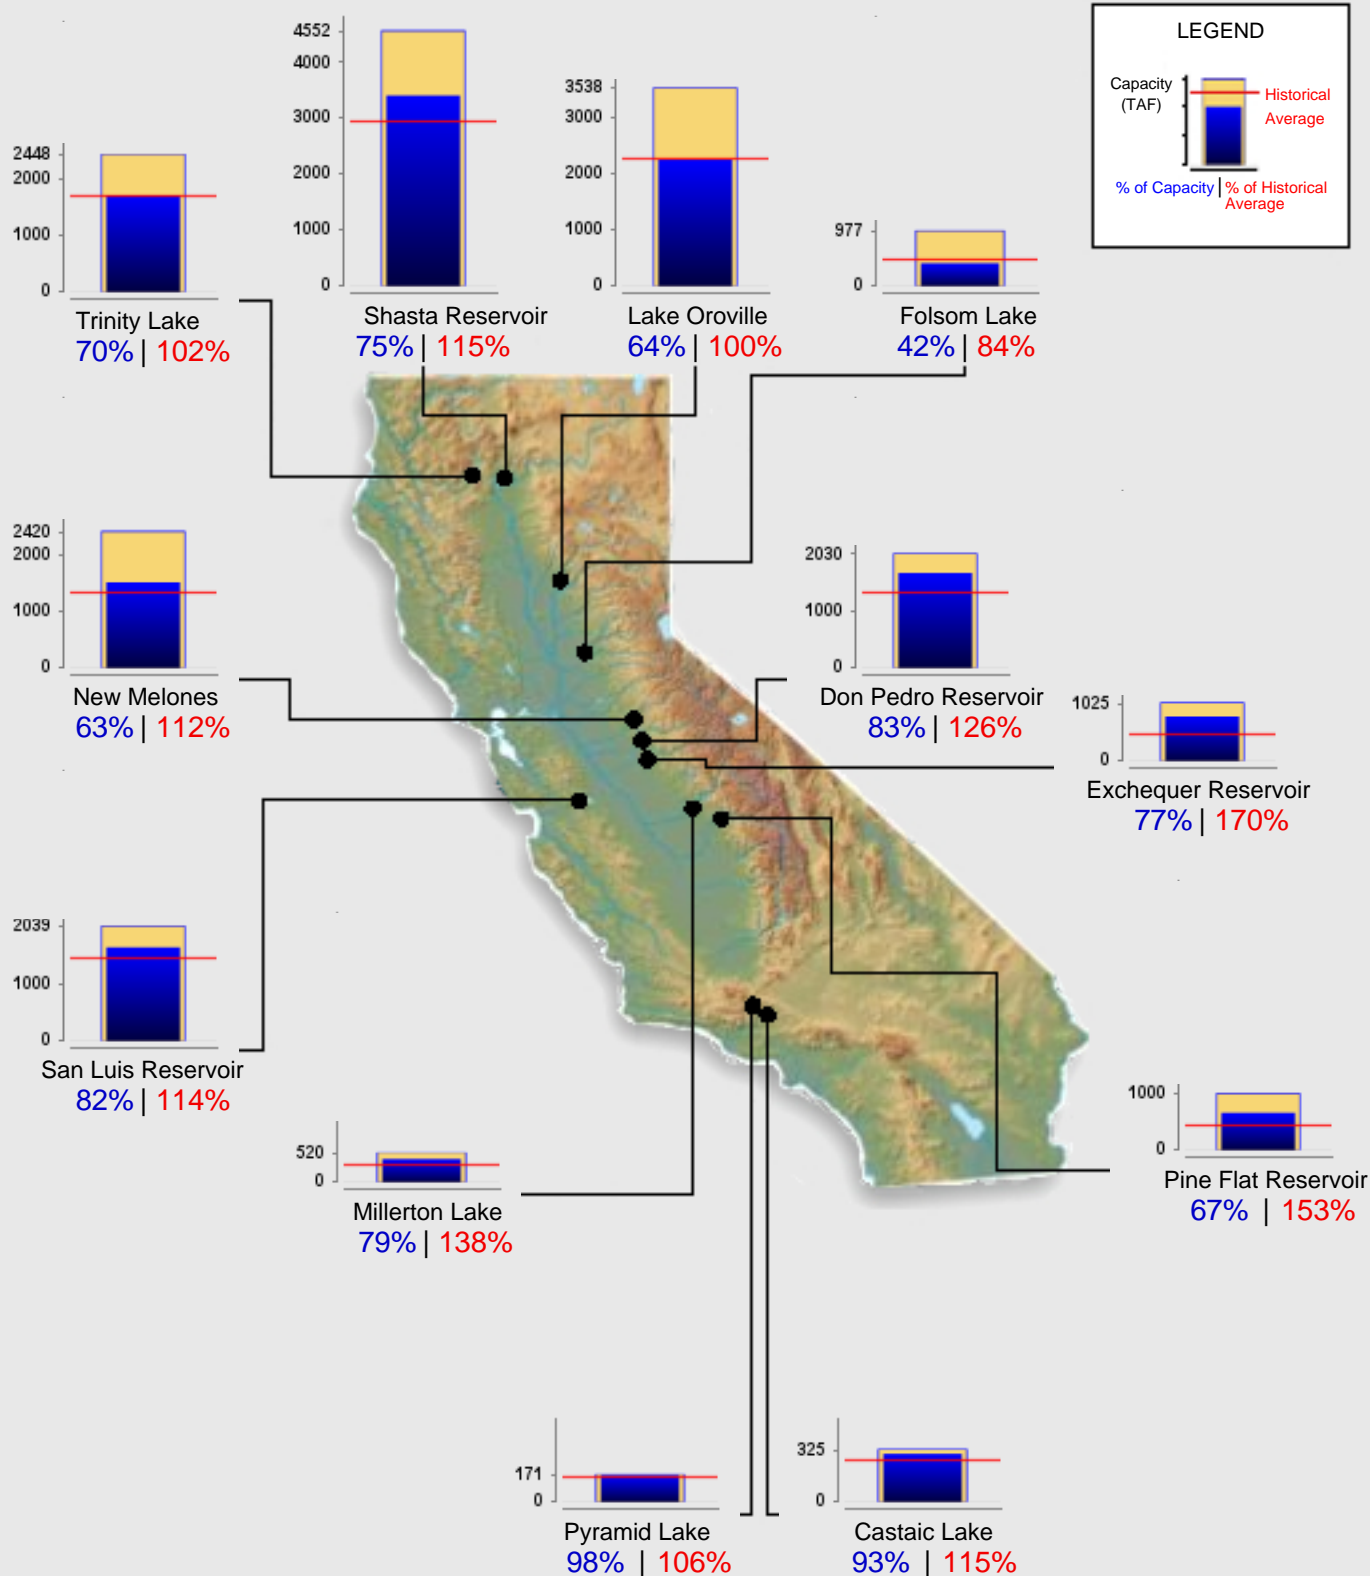 LEGEND
Capacity
(TAF)
Historical
Average
% of Capacity | % of Historical
Average
4552
4000
3000
2000
1000
0
Shasta Reservoir
75% | 115%
3538
3000
2000
1000
0
Lake Oroville
64% | 100%
2448
2000
1000
0
Trinity Lake
70% | 102%
977
0
Folsom Lake
42% | 84%
2420
2000
1000
0
New Melones
63% | 112%
2030
1000
0
Don Pedro Reservoir
83% | 126%
1025
0
Exchequer Reservoir
77% | 170%
2039
1000
0
San Luis Reservoir
82% | 114%
520
0
Millerton Lake
79% | 138%
1000
0
Pine Flat Reservoir
67% | 153%
171
0
Pyramid Lake
98% | 106%
325
0
Castaic Lake
93% | 115%